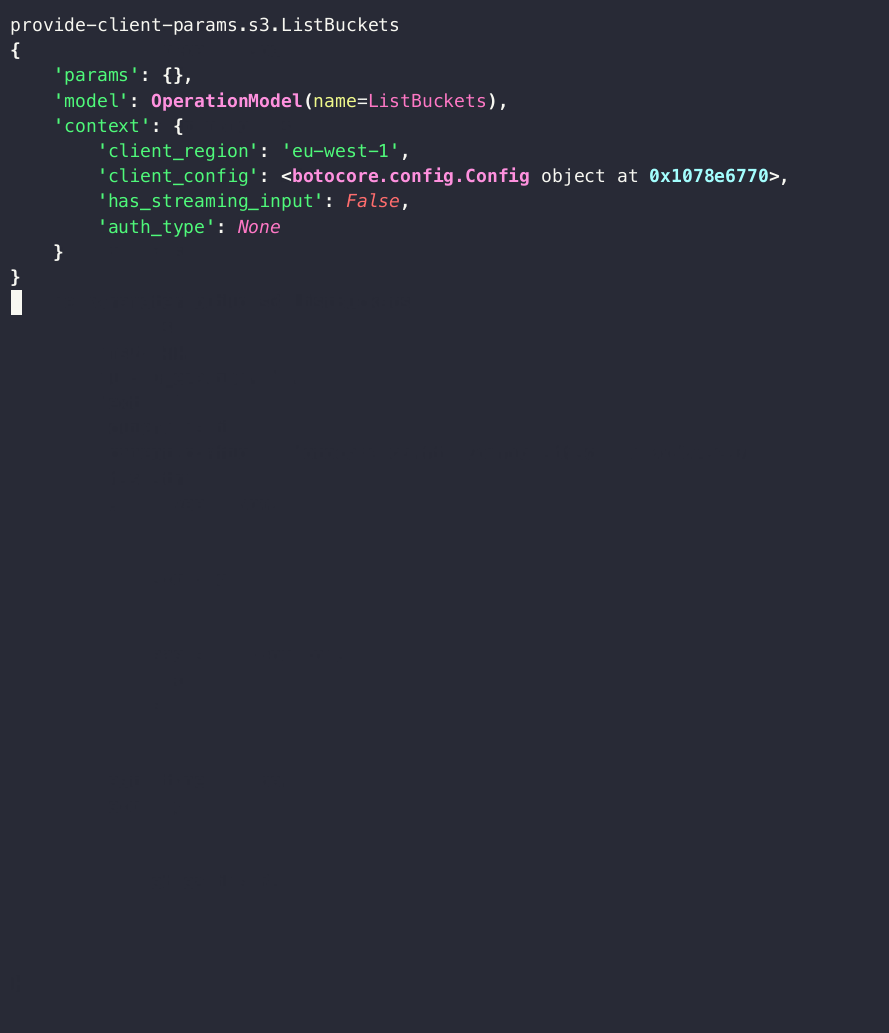 provide-client-params.s3.ListBuckets
{
    'params': {},
    'model': OperationModel(name=ListBuckets),
    'context': {
        'client_region': 'eu-west-1',
        'client_config': <botocore.config.Config object at 0x1078e6770>,
        'has_streaming_input': False,
        'auth_type': None
    }
}